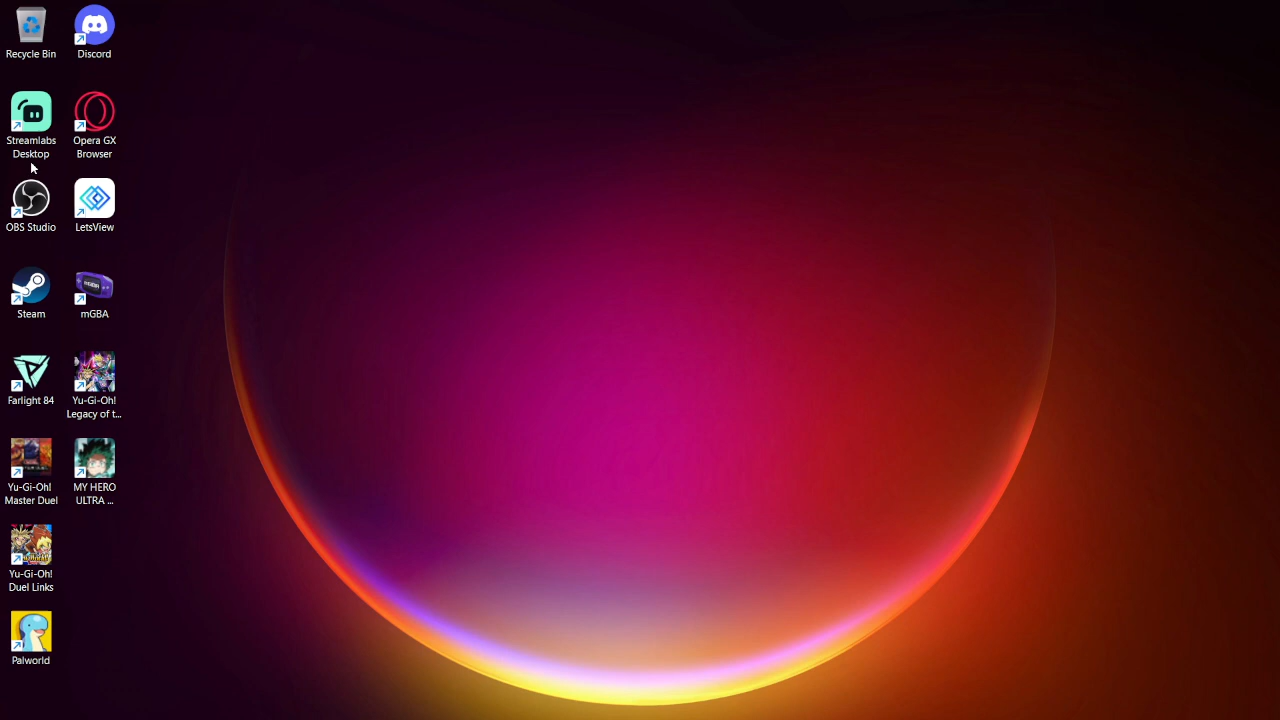 Recycle Bin
Discord
Streamlabs
Desktop
Opera GX
Browser
OBS Studio
LetsView
Steam
mGBA
Farlight 84
Yu-Gi-Oh!
Legacy of t...
Yu-Gi-Oh!
Master Duel
MY HERO
ULTRA ...
Yu-Gi-Oh!
Duel Links
Palworld